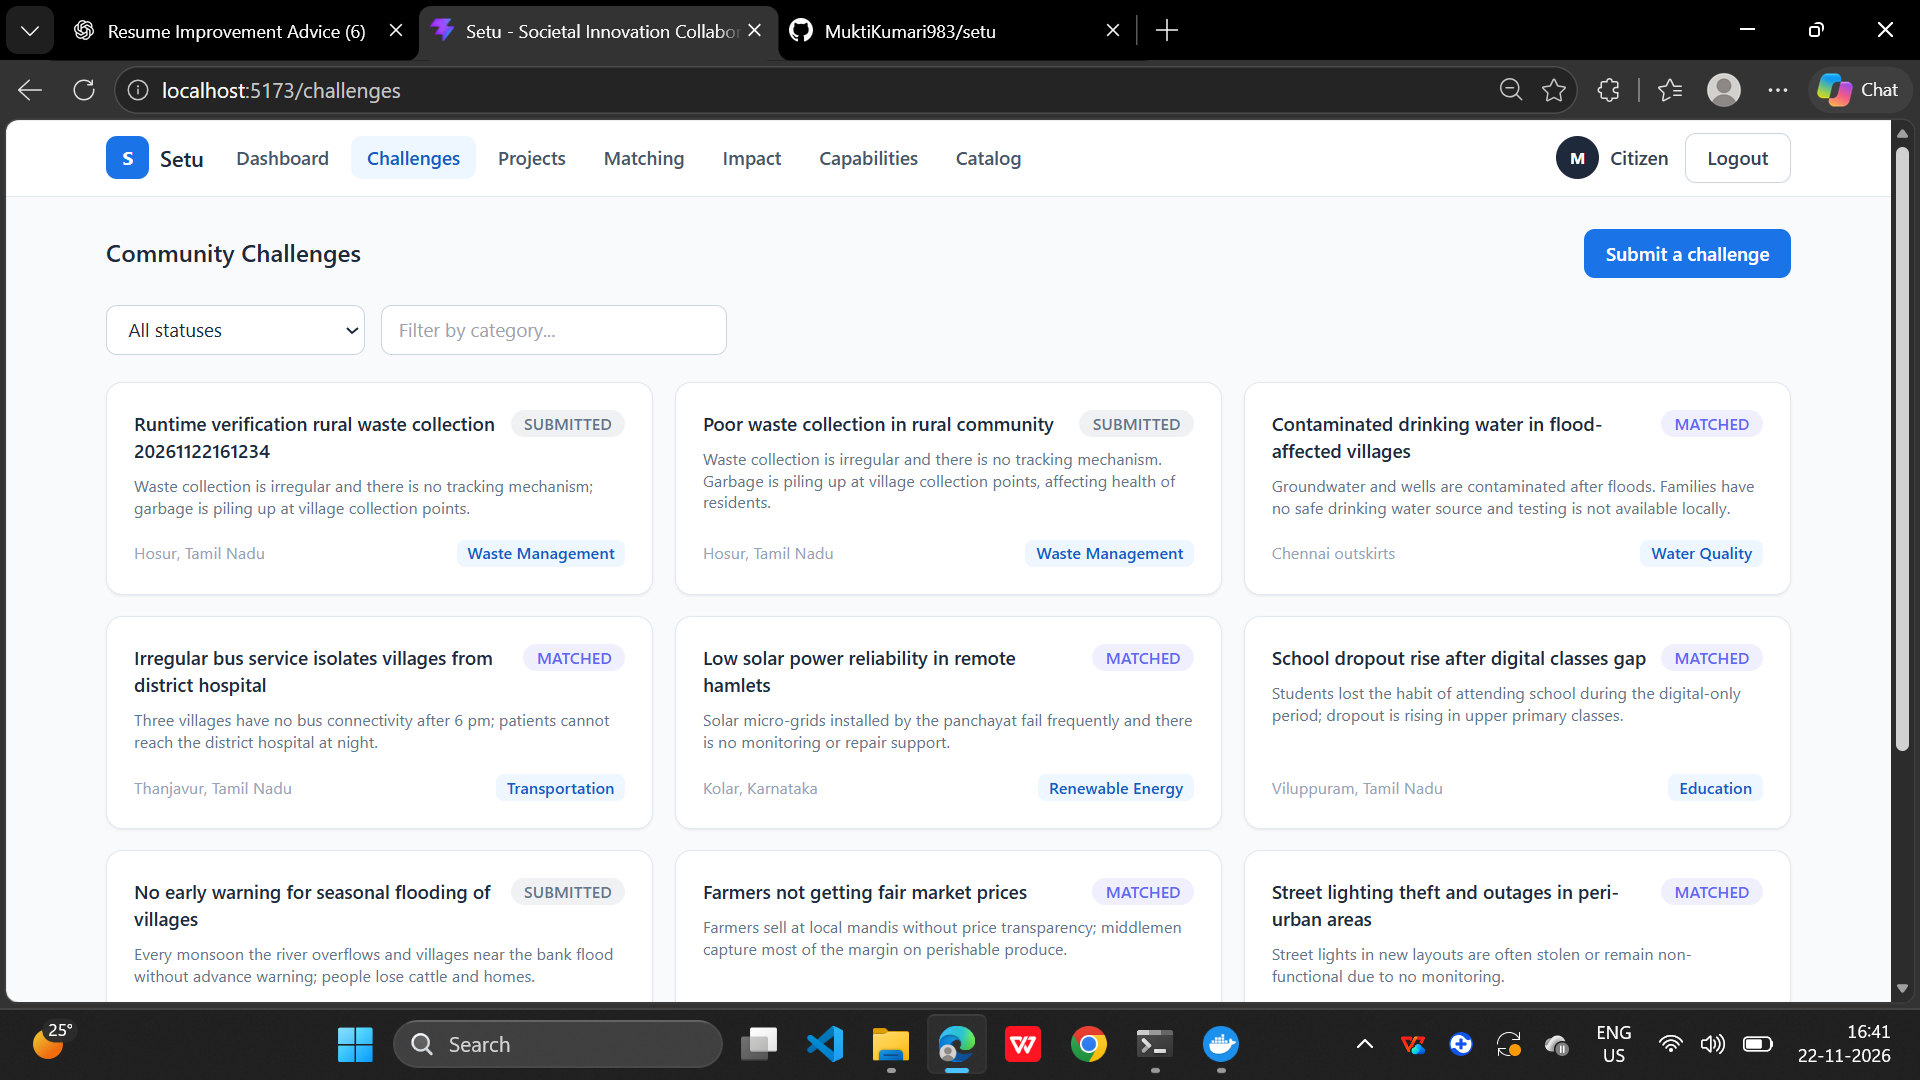 Resume Improvement Advice (6)
Setu - Societal Innovation Collabor
MuktiKumari983/setu
localhost:5173/challenges
Chat
S
Setu
Dashboard
Challenges
Projects
Matching
Impact
Capabilities
Catalog
M
Citizen
Logout
Community Challenges
Submit a challenge
All statuses
Filter by category...
Runtime verification rural waste collection
20261122161234
SUBMITTED
Waste collection is irregular and there is no tracking mechanism;
garbage is piling up at village collection points.
Hosur, Tamil Nadu
Waste Management
Poor waste collection in rural community
SUBMITTED
Waste collection is irregular and there is no tracking mechanism.
Garbage is piling up at village collection points, affecting health of
residents.
Hosur, Tamil Nadu
Waste Management
Contaminated drinking water in flood-
affected villages
MATCHED
Groundwater and wells are contaminated after floods. Families have
no safe drinking water source and testing is not available locally.
Chennai outskirts
Water Quality
Irregular bus service isolates villages from
district hospital
MATCHED
Three villages have no bus connectivity after 6 pm; patients cannot
reach the district hospital at night.
Thanjavur, Tamil Nadu
Transportation
Low solar power reliability in remote
hamlets
MATCHED
Solar micro-grids installed by the panchayat fail frequently and there
is no monitoring or repair support.
Kolar, Karnataka
Renewable Energy
School dropout rise after digital classes gap
MATCHED
Students lost the habit of attending school during the digital-only
period; dropout is rising in upper primary classes.
Viluppuram, Tamil Nadu
Education
No early warning for seasonal flooding of
villages
SUBMITTED
Every monsoon the river overflows and villages near the bank flood
without advance warning; people lose cattle and homes.
Farmers not getting fair market prices
MATCHED
Farmers sell at local mandis without price transparency; middlemen
capture most of the margin on perishable produce.
Street lighting theft and outages in peri-
urban areas
MATCHED
Street lights in new layouts are often stolen or remain non-
functional due to no monitoring.
25°
Search
ENG
US
16:41
22-11-2026